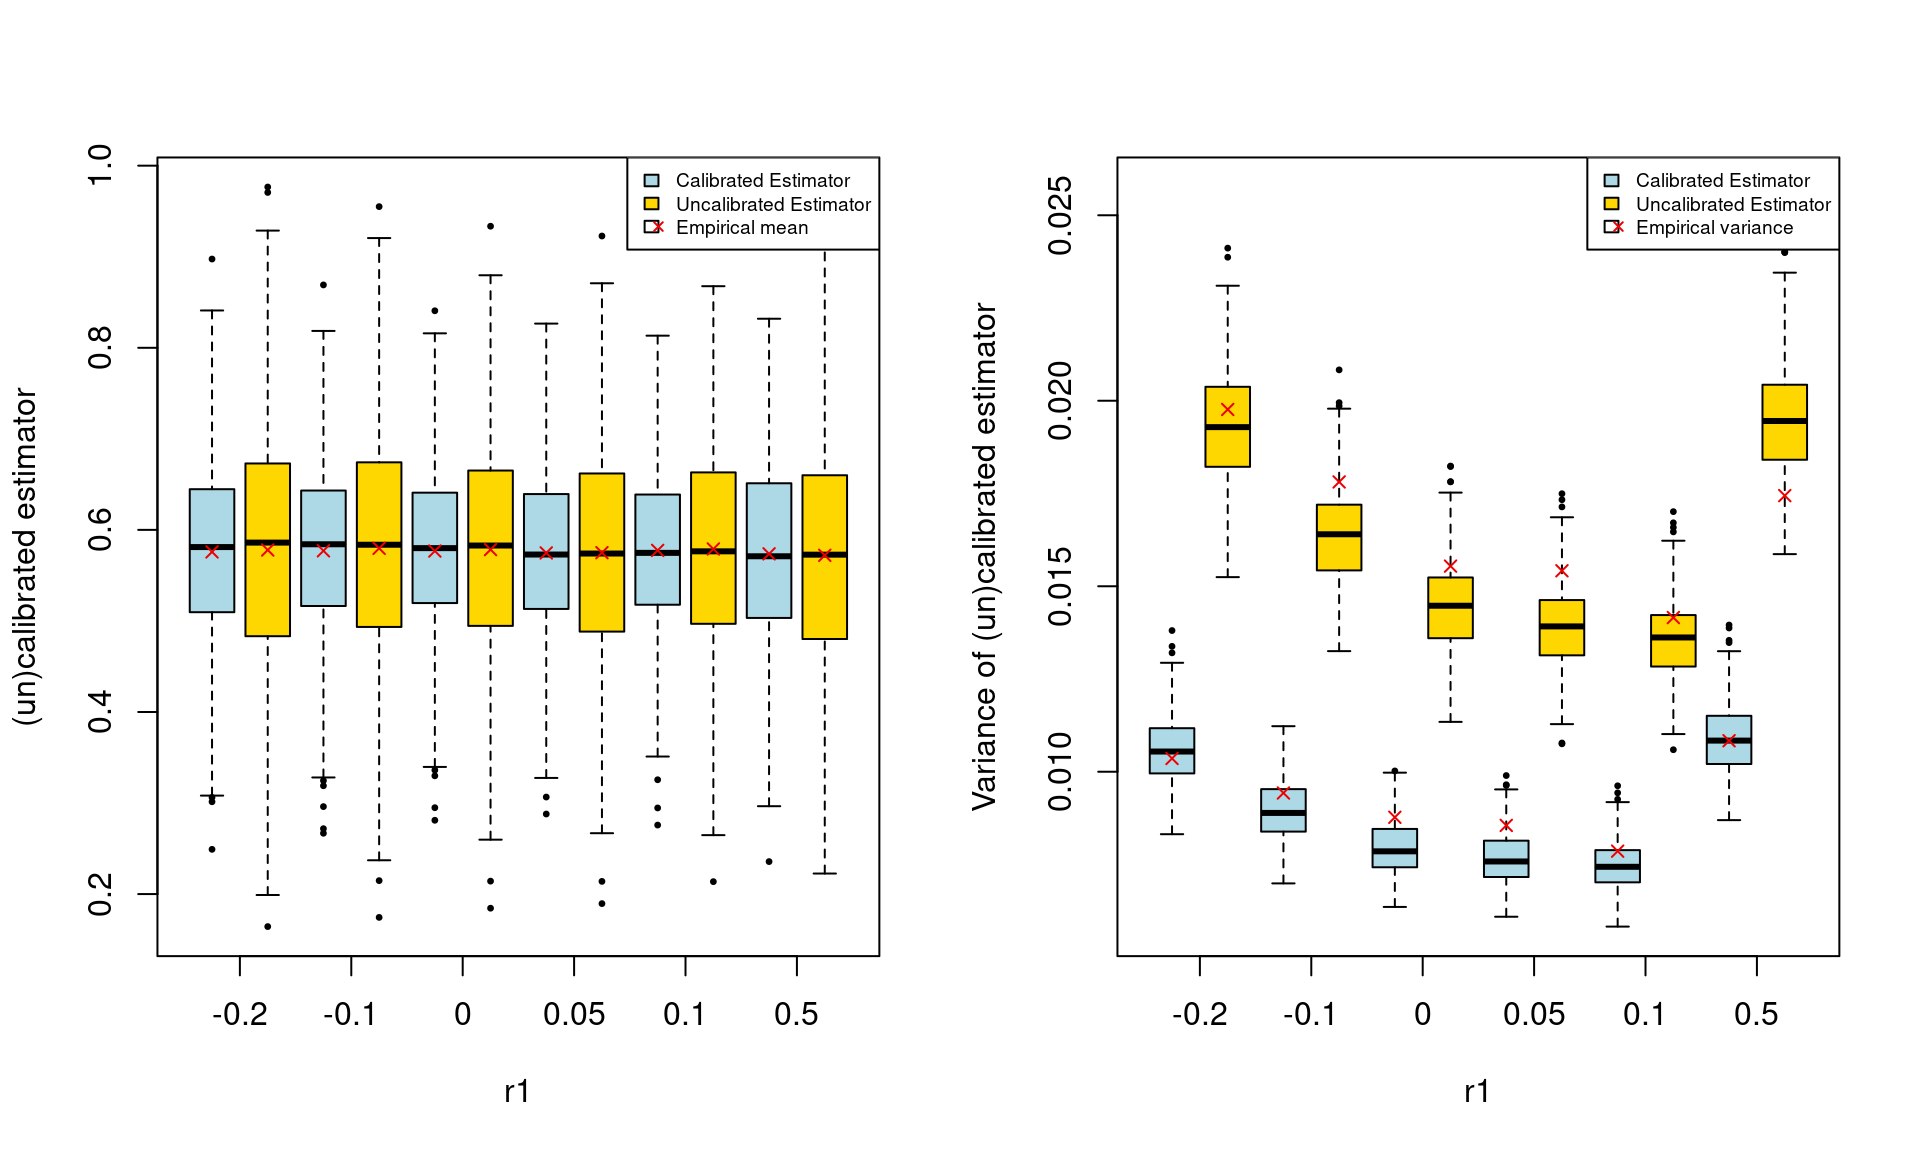 (un)calibrated estimator
1.0
0.8
0.6
0.4
0.2
Calibrated Estimator
Uncalibrated Estimator
Empirical mean
-0.2 -0.1 0 0.05 0.1 0.5
r1
Variance of (un)calibrated estimator
0.025
0.020
0.015
0.010
Calibrated Estimator
Uncalibrated Estimator
Empirical variance
-0.2 -0.1 0 0.05 0.1 0.5
r1